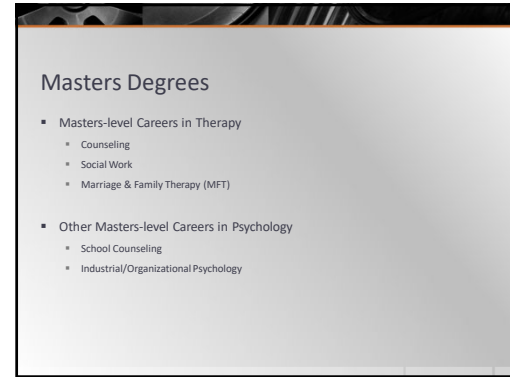 Masters Degrees
▪ Masters-level Careers in Therapy
▪ Counseling
▪ Social Work
▪ Marriage & Family Therapy (MFT)
▪ Other Masters-level Careers in Psychology
▪ School Counseling
▪ Industrial/Organizational Psychology